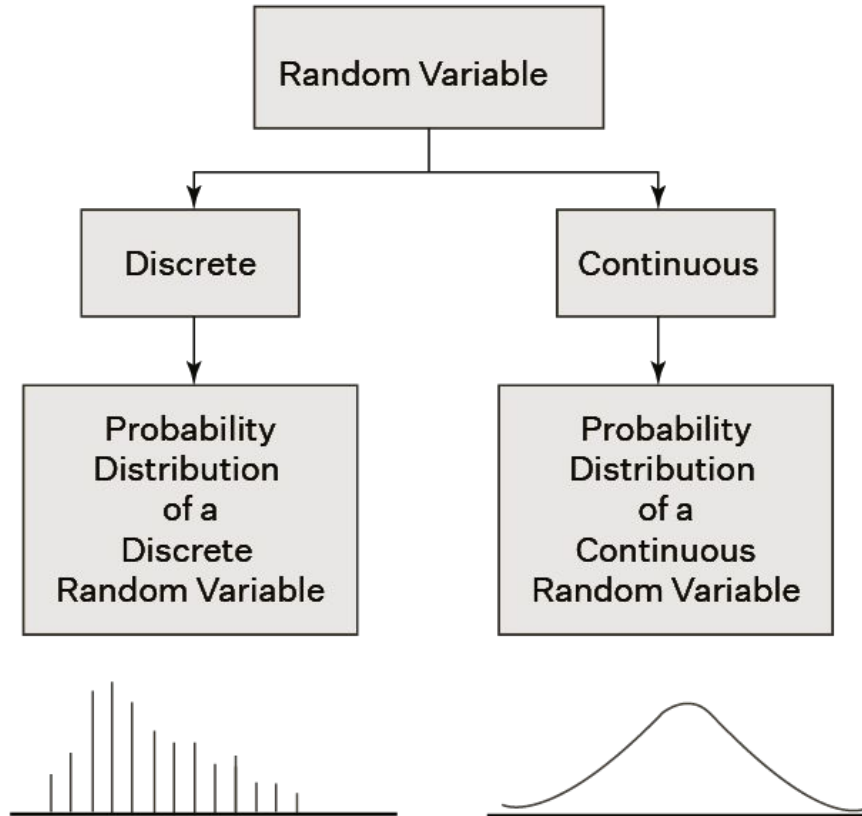 Random Variable
Discrete
Continuous
Probability
Distribution
of a
Discrete
Random Variable
Probability
Distribution
of a
Continuous
Random Variable